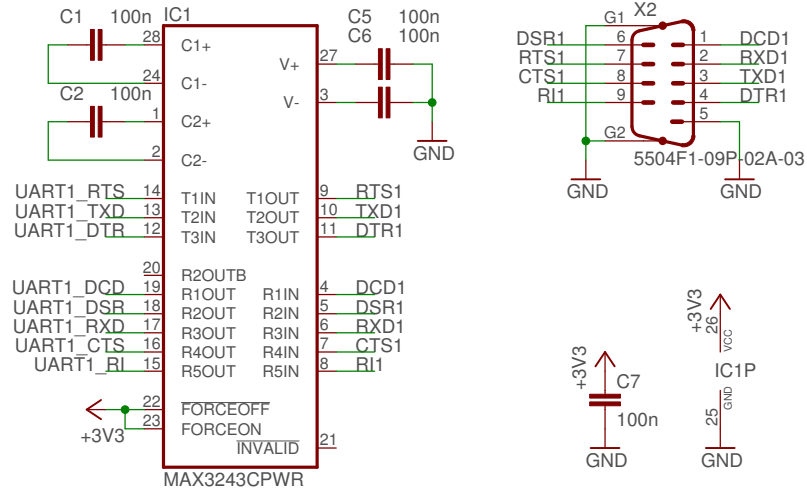 C1 100n
IC1
28 C1+
24 C1-
C2 100n
1 C2+
2 C2-
C5 100n
C6 100n
V+ 27
V- 3
GND
UART1_RTS 14 T1IN T1OUT 9 RTS1
UART1_TXD 13 T2IN T2OUT 10 TXD1
UART1_DTR 12 T3IN T3OUT 11 DTR1
20 R2OUTB
UART1_DCD 19 R1OUT R1IN 4 DCD1
UART1_DSR 18 R2OUT R2IN 5 DSR1
UART1_RXD 17 R3OUT R3IN 6 RXD1
UART1_CTS 16 R4OUT R4IN 7 CTS1
UART1_RI 15 R5OUT R5IN 8 RI1
22 FORCEOFF
23 FORCEON
+3V3
INVALID 21
MAX3243CPWR
G1 X2
DSR1 6 1 DCD1
RTS1 7 2 RXD1
CTS1 8 3 TXD1
RI1 9 4 DTR1
5
G2
5504F1-09P-02A-03
GND GND
+3V3
C7
100n
GND
+3V3
26 VCC
IC1P
25 GND
GND